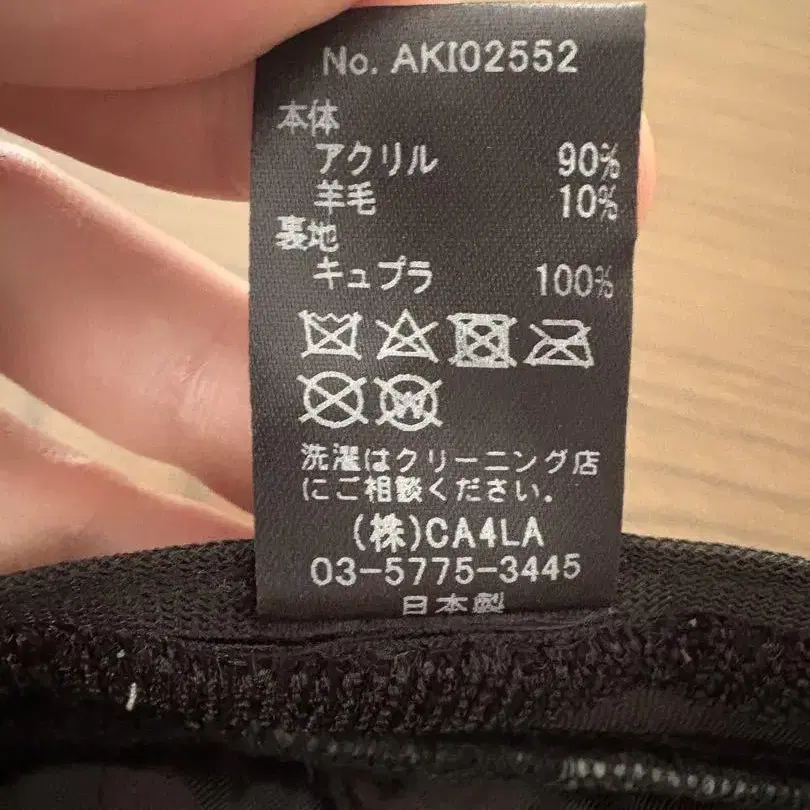 No. AKI02552
本体
アクリル 90%
羊毛 10%
裏地
キュプラ 100%
W
洗濯はクリーニング店
にご相談ください。
(株)CA4LA
03-5775-3445
日本製